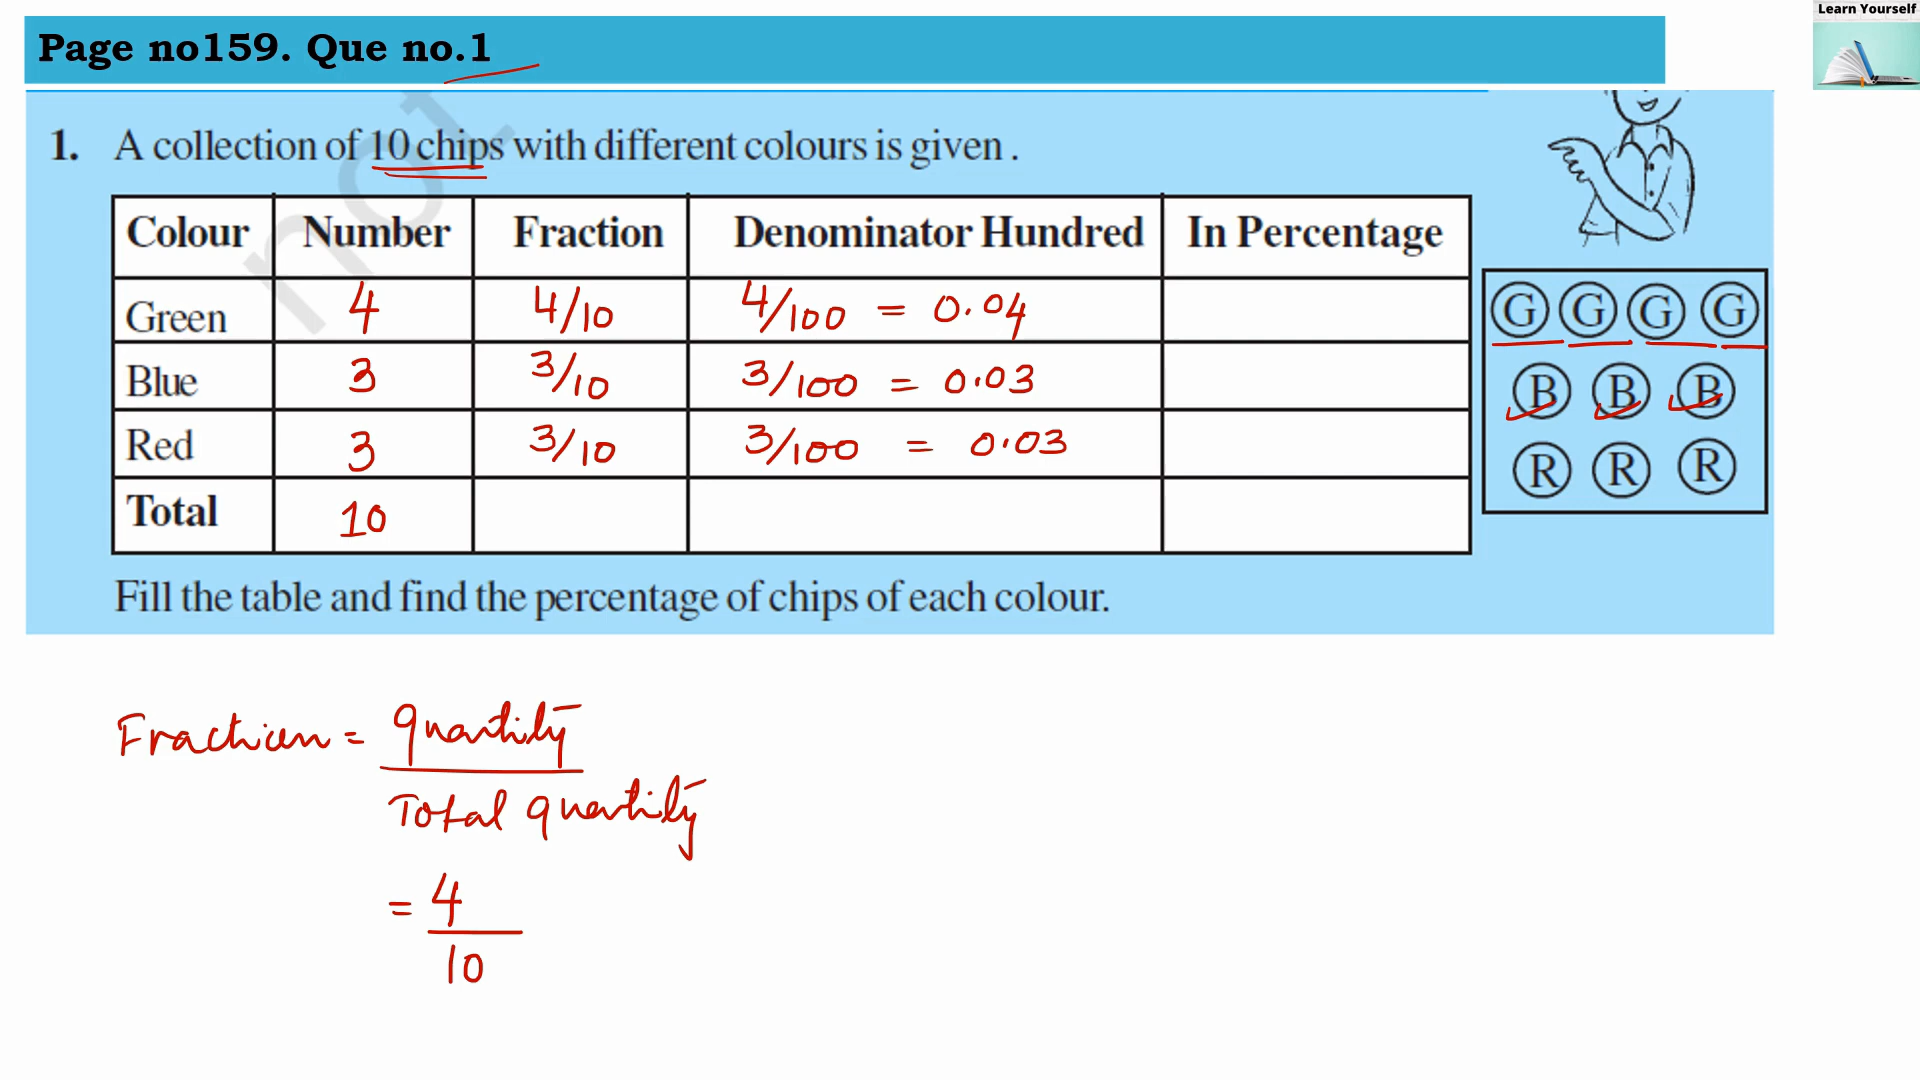 Learn Yourself
Page no159. Que no.1
not
1. A collection of 10 chips with different colours is given .
Colour Number Fraction Denominator Hundred In Percentage
Green 4 4/10 4/100 = 0.04
Blue 3 3/10 3/100 = 0.03
Red 3 3/10 3/100 = 0.03
Total 10
G G G G
B B B
R R R
Fill the table and find the percentage of chips of each colour.
Fraction = quantity
Total quantity
= 4
10